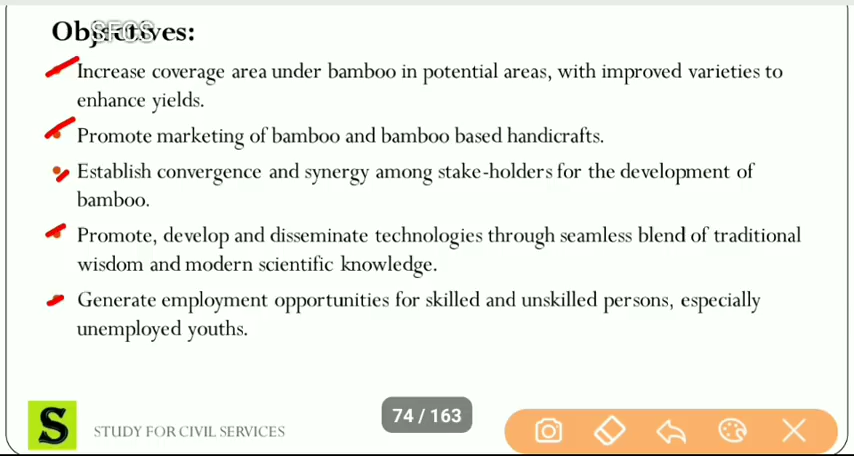 Objectives:
SFCS
Increase coverage area under bamboo in potential areas, with improved varieties to
enhance yields.
Promote marketing of bamboo and bamboo based handicrafts.
Establish convergence and synergy among stake-holders for the development of
bamboo.
Promote, develop and disseminate technologies through seamless blend of traditional
wisdom and modern scientific knowledge.
Generate employment opportunities for skilled and unskilled persons, especially
unemployed youths.
S
STUDY FOR CIVIL SERVICES
74 / 163